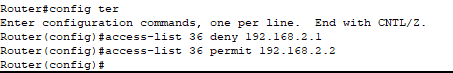 Router#config ter
Enter configuration commands, one per line.  End with CNTL/Z.
Router(config)#access-list 36 deny 192.168.2.1
Router(config)#access-list 36 permit 192.168.2.2
Router(config)#